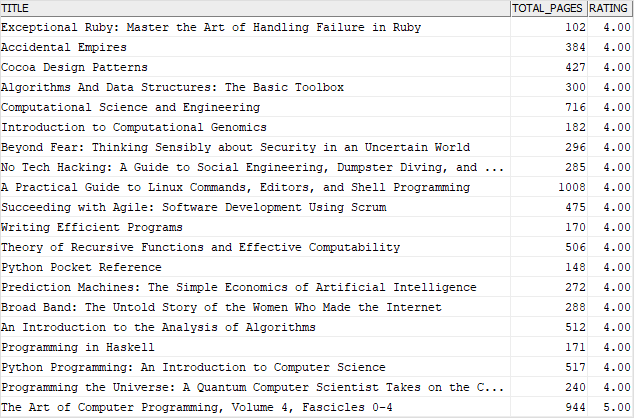 TITLE TOTAL_PAGES RATING
Exceptional Ruby: Master the Art of Handling Failure in Ruby 102 4.00
Accidental Empires 384 4.00
Cocoa Design Patterns 427 4.00
Algorithms And Data Structures: The Basic Toolbox 300 4.00
Computational Science and Engineering 716 4.00
Introduction to Computational Genomics 182 4.00
Beyond Fear: Thinking Sensibly about Security in an Uncertain World 296 4.00
No Tech Hacking: A Guide to Social Engineering, Dumpster Diving, and ... 285 4.00
A Practical Guide to Linux Commands, Editors, and Shell Programming 1008 4.00
Succeeding with Agile: Software Development Using Scrum 475 4.00
Writing Efficient Programs 170 4.00
Theory of Recursive Functions and Effective Computability 506 4.00
Python Pocket Reference 148 4.00
Prediction Machines: The Simple Economics of Artificial Intelligence 272 4.00
Broad Band: The Untold Story of the Women Who Made the Internet 288 4.00
An Introduction to the Analysis of Algorithms 512 4.00
Programming in Haskell 171 4.00
Python Programming: An Introduction to Computer Science 517 4.00
Programming the Universe: A Quantum Computer Scientist Takes on the C... 240 4.00
The Art of Computer Programming, Volume 4, Fascicles 0-4 944 5.00